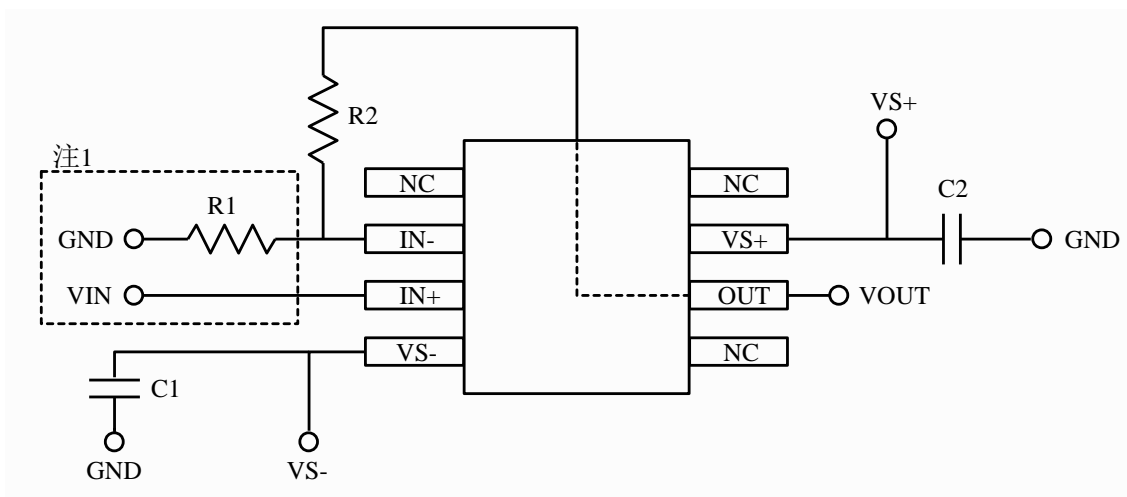 R2
VS+
注1
NC
NC
C2
R1
GND
IN-
VS+
GND
VIN
IN+
OUT
VOUT
VS-
NC
C1
GND
VS-